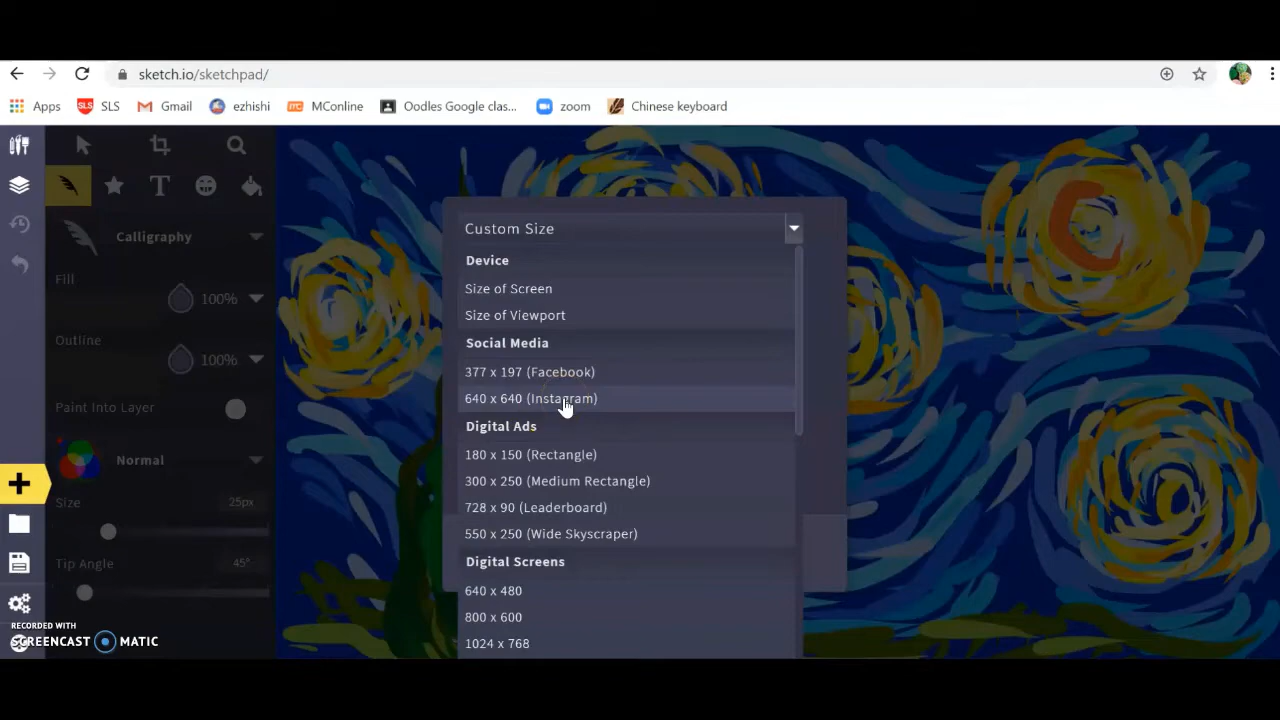 sketch.io/sketchpad/
Apps SLS Gmail ezhishi MConline Oodles Google clas... zoom Chinese keyboard
T
Calligraphy
Fill
100%
Outline
100%
Paint Into Layer
Normal
Size 25px
Tip Angle 45°
Custom Size
Device
Size of Screen
Size of Viewport
Social Media
377 x 197 (Facebook)
640 x 640 (Instagram)
Digital Ads
180 x 150 (Rectangle)
300 x 250 (Medium Rectangle)
728 x 90 (Leaderboard)
550 x 250 (Wide Skyscraper)
Digital Screens
640 x 480
800 x 600
1024 x 768
C
RECORDED WITH
SCREENCAST MATIC